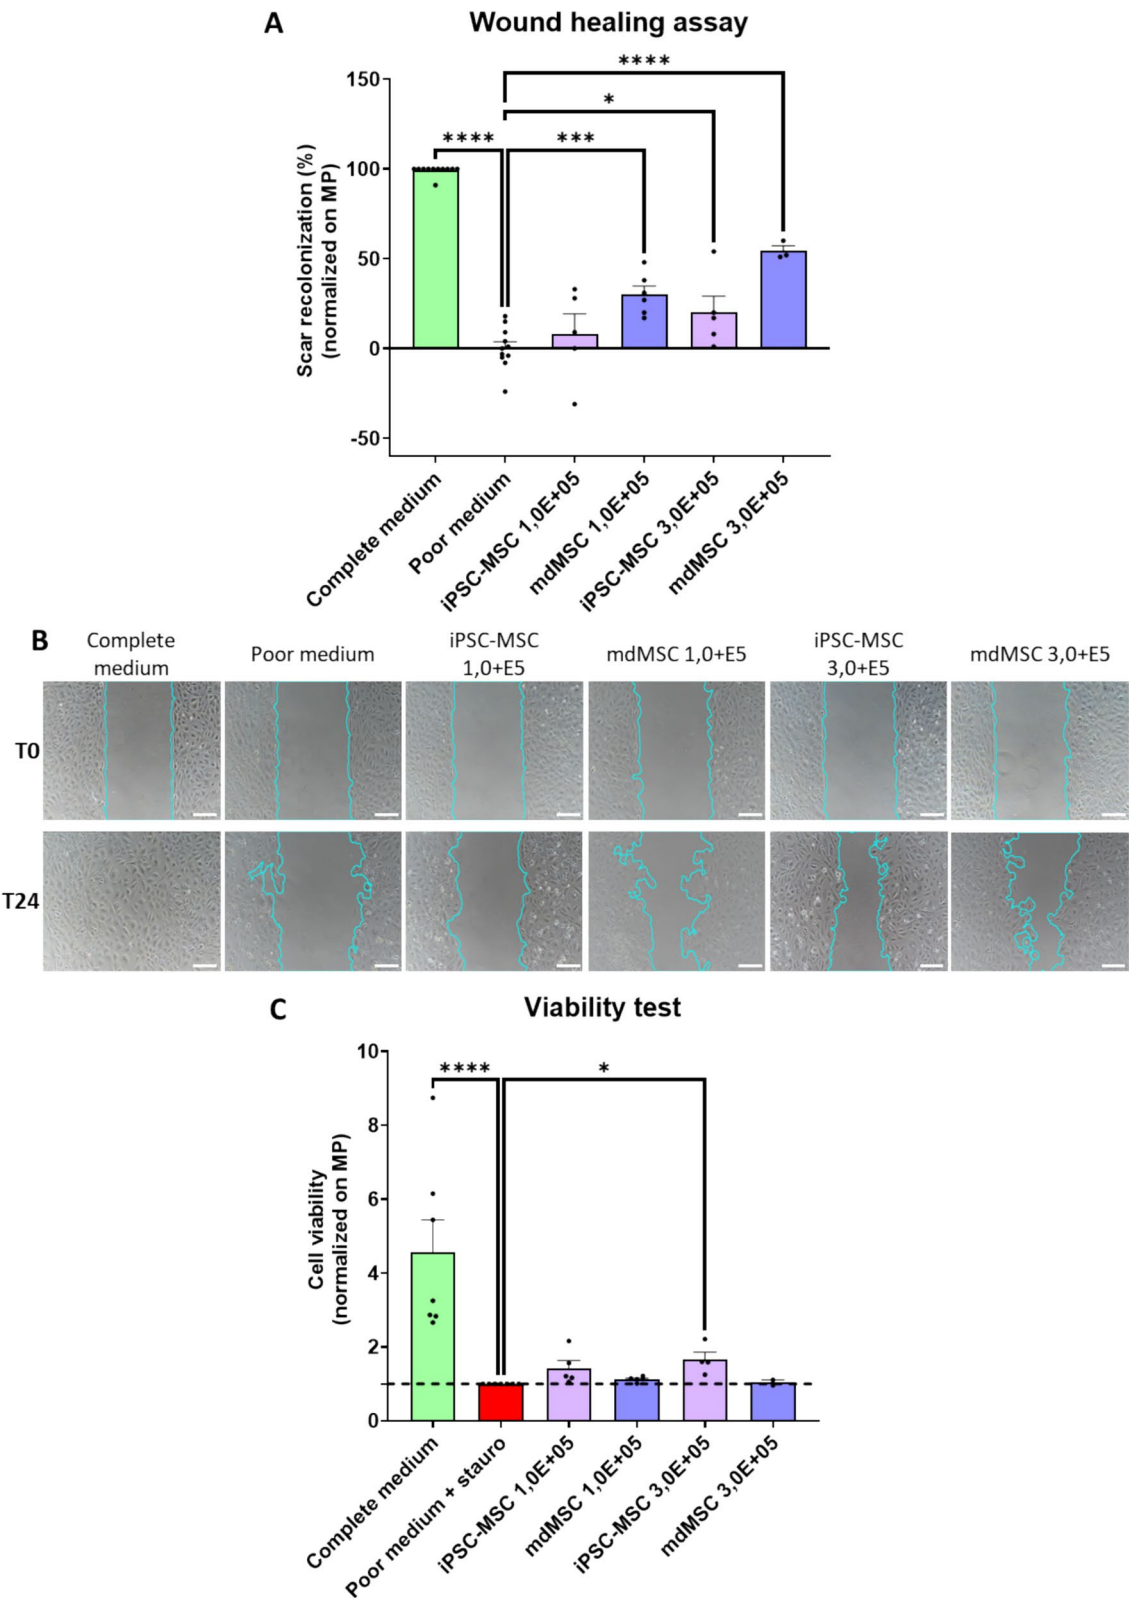 A
Wound healing assay
****
*
****
***
150
100
50
0
-50
Scar recolonization (%)
(normalized on MP)
Complete medium
Poor medium
iPSC-MSC 1,0E+05
mdMSC 1,0E+05
iPSC-MSC 3,0E+05
mdMSC 3,0E+05
B
Complete
medium
Poor medium
iPSC-MSC
1,0+E5
mdMSC 1,0+E5
iPSC-MSC
3,0+E5
mdMSC 3,0+E5
T0
T24
C
Viability test
****
*
10
8
6
4
2
0
Cell viability
(normalized on MP)
Complete medium
Poor medium + stauro
iPSC-MSC 1,0E+05
mdMSC 1,0E+05
iPSC-MSC 3,0E+05
mdMSC 3,0E+05